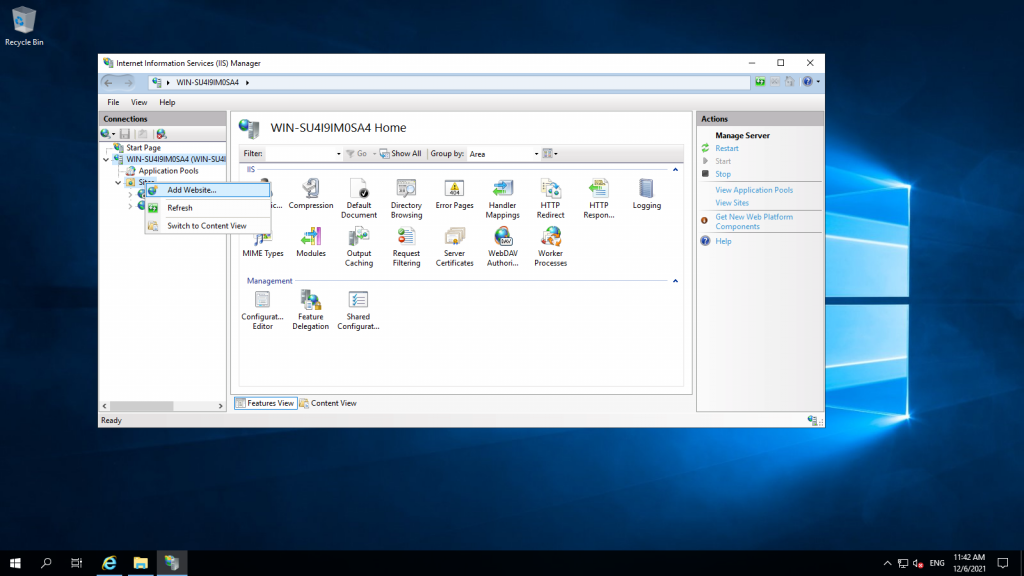 Recycle Bin
Internet Information Services (IIS) Manager
WIN-SU4I9IM0SA4
File View Help
Connections
Start Page
WIN-SU4I9IM0SA4 (WIN-SU4I
Application Pools
Sites
Add Website...
Refresh
Switch to Content View
WIN-SU4I9IM0SA4 Home
Filter: Go Show All Group by: Area
IIS
ic... Compression Default Document Directory Browsing Error Pages Handler Mappings HTTP Redirect HTTP Respon... Logging
MIME Types Modules Output Caching Request Filtering Server Certificates WebDAV Authori... Worker Processes
Management
Configurat... Editor Feature Delegation Shared Configurat...
Features View Content View
Actions
Manage Server
Restart
Start
Stop
View Application Pools
View Sites
Get New Web Platform
Components
Help
Ready
ENG
11:42 AM
12/6/2021